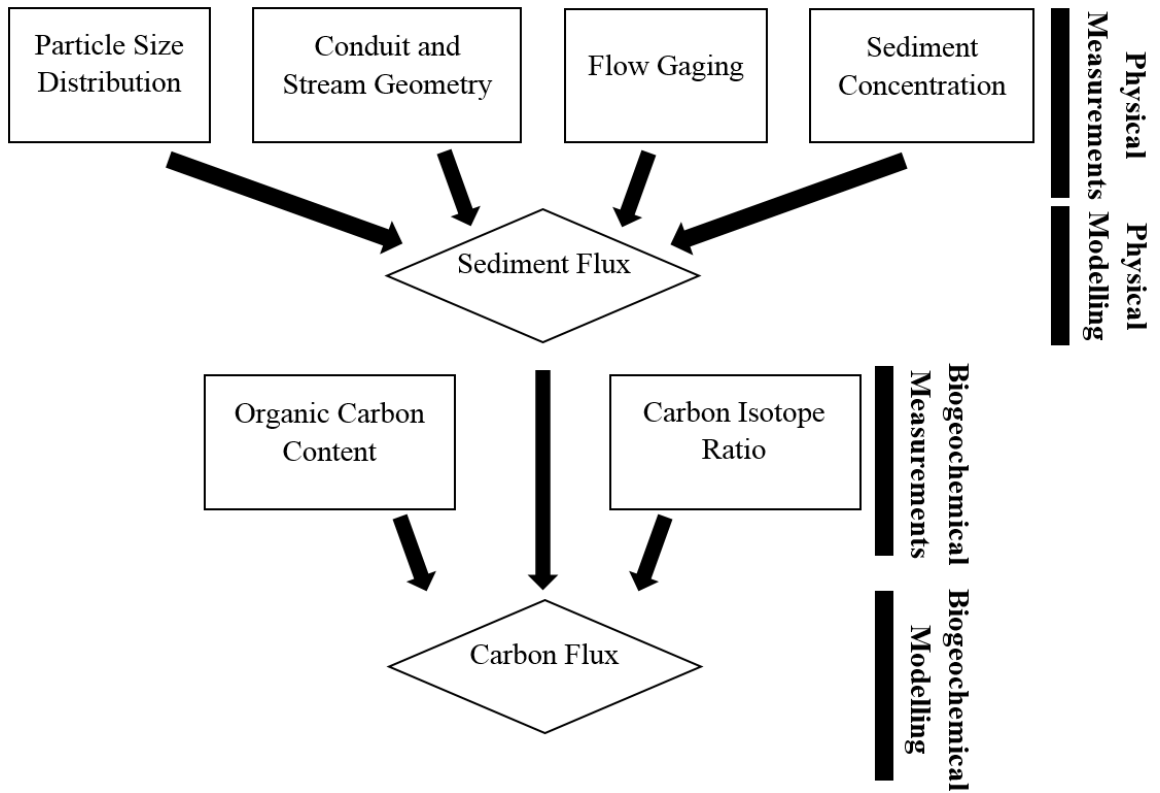 Particle Size
Distribution
Conduit and
Stream Geometry
Flow Gaging
Sediment
Concentration
Physical
Measurements
Sediment Flux
Physical
Modelling
Organic Carbon
Content
Carbon Isotope
Ratio
Biogeochemical
Measurements
Carbon Flux
Biogeochemical
Modelling